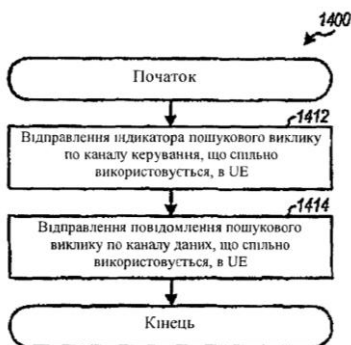 1400
Початок
1412
Відправлення індикатора пошукового виклику
по каналу керування, що спільно
використовується, в UE
1414
Відправлення повідомлення пошукового
виклику по каналу даних, що спільно
використовується, в UE
Кінець